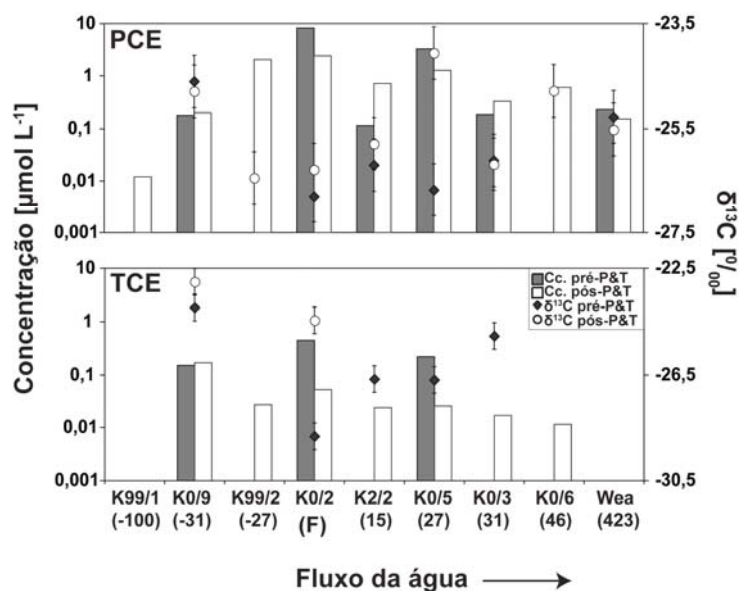 PCE
10
1
0,1
0,01
0,001
-23,5
-25,5
-27,5
Concentração [µmol L⁻¹]
δ¹³C [⁰/₀₀]
TCE
10
1
0,1
0,01
0,001
-22,5
-26,5
-30,5
Cc. pré-P&T
Cc. pós-P&T
δ¹³C pré-P&T
δ¹³C pós-P&T
K99/1 K0/9 K99/2 K0/2 K2/2 K0/5 K0/3 K0/6 Wea
(-100) (-31) (-27) (F) (15) (27) (31) (46) (423)
Fluxo da água